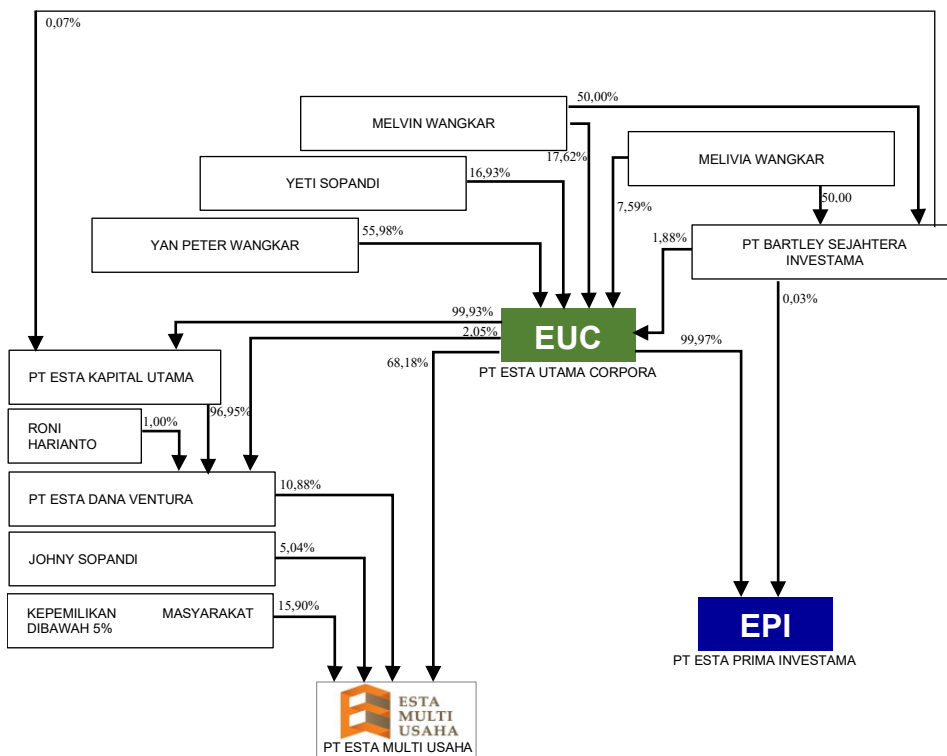 0,07%
50,00%
MELVIN WANGKAR
17,62%
MELIVIA WANGKAR
YETI SOPANDI
16,93%
50,00
7,59%
YAN PETER WANGKAR
55,98%
1,88%
PT BARTLEY SEJAHTERA
INVESTAMA
0,03%
99,93%
2,05%
EUC
99,97%
68,18%
PT ESTA UTAMA CORPORA
PT ESTA KAPITAL UTAMA
96,95%
RONI
HARIANTO
1,00%
PT ESTA DANA VENTURA
10,88%
JOHNY SOPANDI
5,04%
KEPEMILIKAN MASYARAKAT
DIBAWAH 5%
15,90%
EPI
PT ESTA PRIMA INVESTAMA
ESTA
MULTI
USAHA
PT ESTA MULTI USAHA